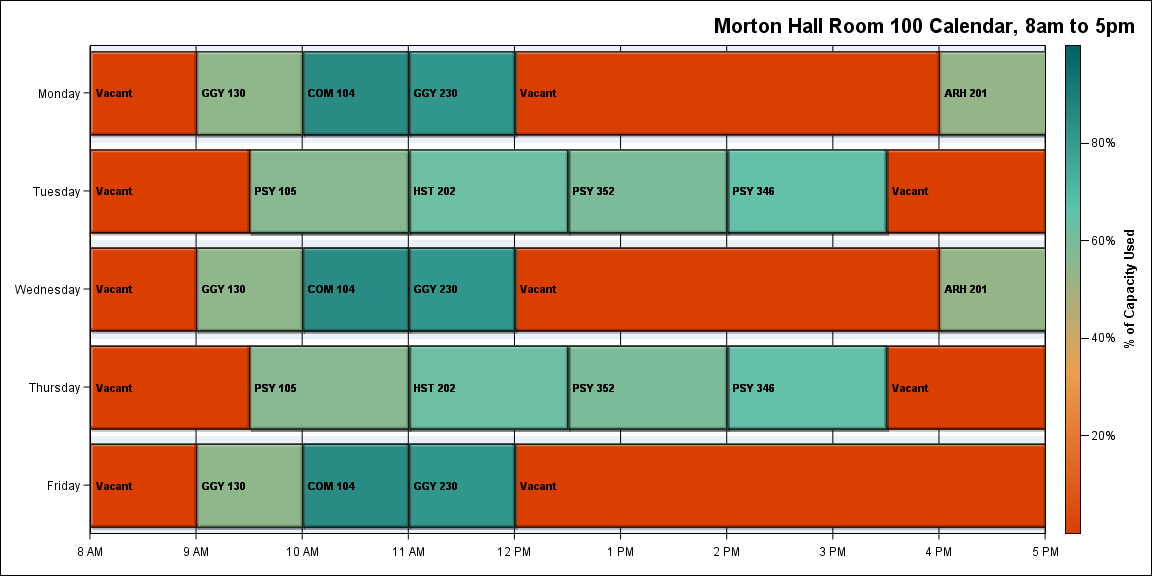 Morton Hall Room 100 Calendar, 8am to 5pm
Monday
Vacant
GGY 130
COM 104
GGY 230
Vacant
ARH 201
Tuesday
Vacant
PSY 105
HST 202
PSY 352
PSY 346
Vacant
Wednesday
Vacant
GGY 130
COM 104
GGY 230
Vacant
ARH 201
Thursday
Vacant
PSY 105
HST 202
PSY 352
PSY 346
Vacant
Friday
Vacant
GGY 130
COM 104
GGY 230
Vacant
8 AM
9 AM
10 AM
11 AM
12 PM
1 PM
2 PM
3 PM
4 PM
5 PM
80%
60%
40%
20%
% of Capacity Used